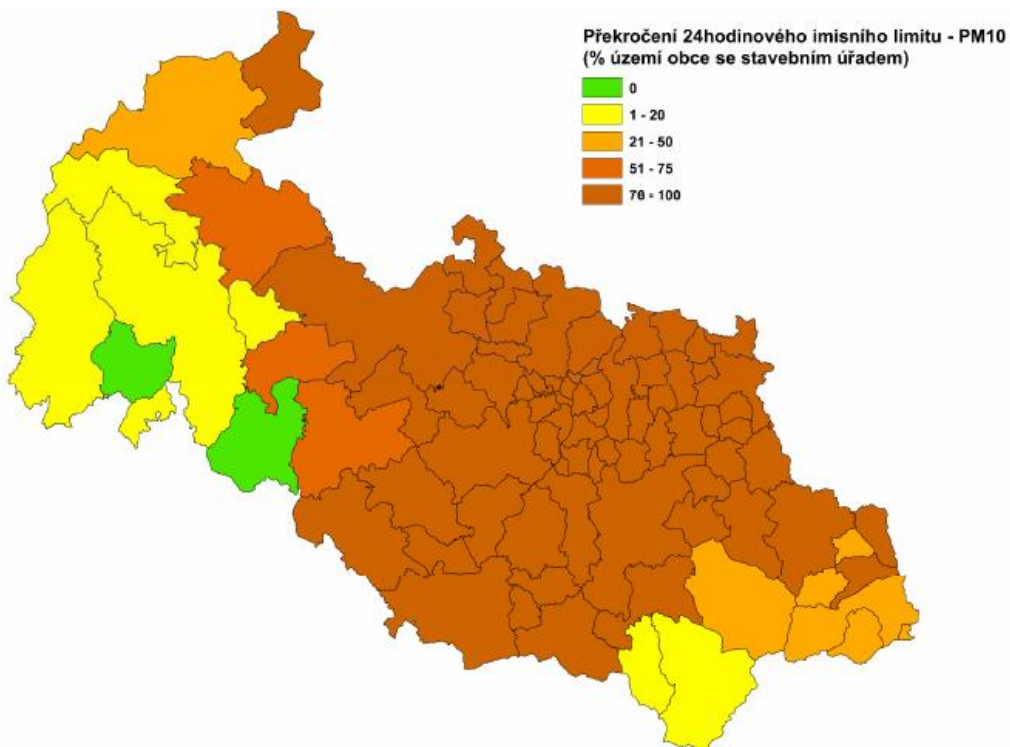 Překročení 24hodinového imisního limitu - PM10
(% území obce se stavebním úřadem)
0
1 - 20
21 - 50
51 - 75
76 - 100